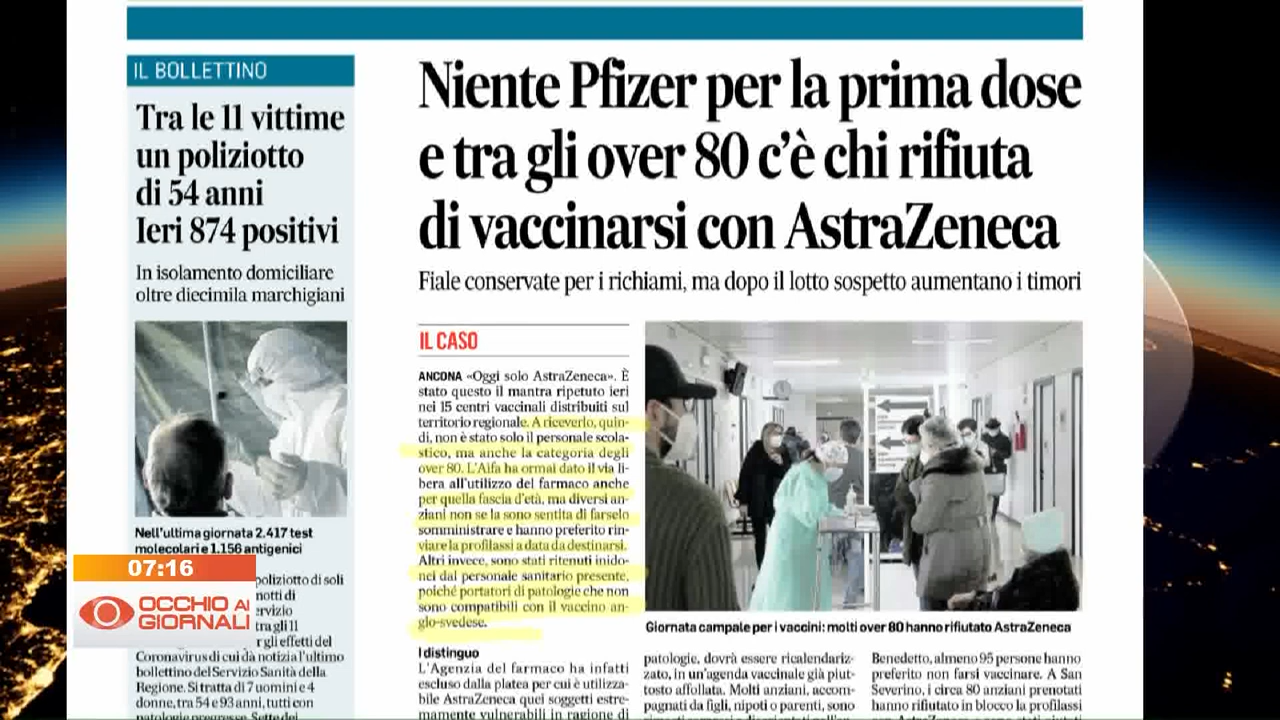 IL BOLLETTINO
Tra le 11 vittime
un poliziotto
di 54 anni
Ieri 874 positivi
In isolamento domiciliare
oltre diecimila marchigiani
Nell'ultima giornata 2.417 test
molecolari e 1.156 antigenici
07:16
OCCHIO AI
GIORNALI
poliziotto di soli
notti di
ervizio
tra gli 11
r gli effetti del
Coronavirus di cui dà notizia l'ultimo
bollettino del Servizio Sanità della
Regione. Si tratta di 7 uomini e 4
donne, tra 54 e 93 anni, tutti con
Niente Pfizer per la prima dose
e tra gli over 80 c'è chi rifiuta
di vaccinarsi con AstraZeneca
Fiale conservate per i richiami, ma dopo il lotto sospetto aumentano i timori
IL CASO
ANCONA «Oggi solo AstraZeneca». È
stato questo il mantra ripetuto ieri
nei 15 centri vaccinali distribuiti sul
territorio regionale. A riceverlo, quin-
di, non è stato solo il personale scola-
stico, ma anche la categoria degli
over 80. L'Aifa ha ormai dato il via li-
bera all'utilizzo del farmaco anche
per quella fascia d'età, ma diversi an-
ziani non se la sono sentita di farselo
somministrare e hanno preferito rin-
viare la profilassi a data da destinarsi.
Altri invece, sono stati ritenuti inido-
nei dal personale sanitario presente,
poiché portatori di patologie che non
sono compatibili con il vaccino an-
glo-svedese.
I distinguo
L'Agenzia del farmaco ha infatti
escluso dalla platea per cui è utilizza-
bile AstraZeneca quei soggetti estre-
mamente vulnerabili in ragione di
Giornata campale per i vaccini: molti over 80 hanno rifiutato AstraZeneca
patologie, dovrà essere ricalendariz-
zato, in un'agenda vaccinale già piut-
tosto affollata. Molti anziani, accom-
pagnati da figli, nipoti o parenti, sono
Benedetto, almeno 95 persone hanno
preferito non farsi vaccinare. A San
Severino, i circa 80 anziani prenotati
hanno rifiutato in blocco la profilassi